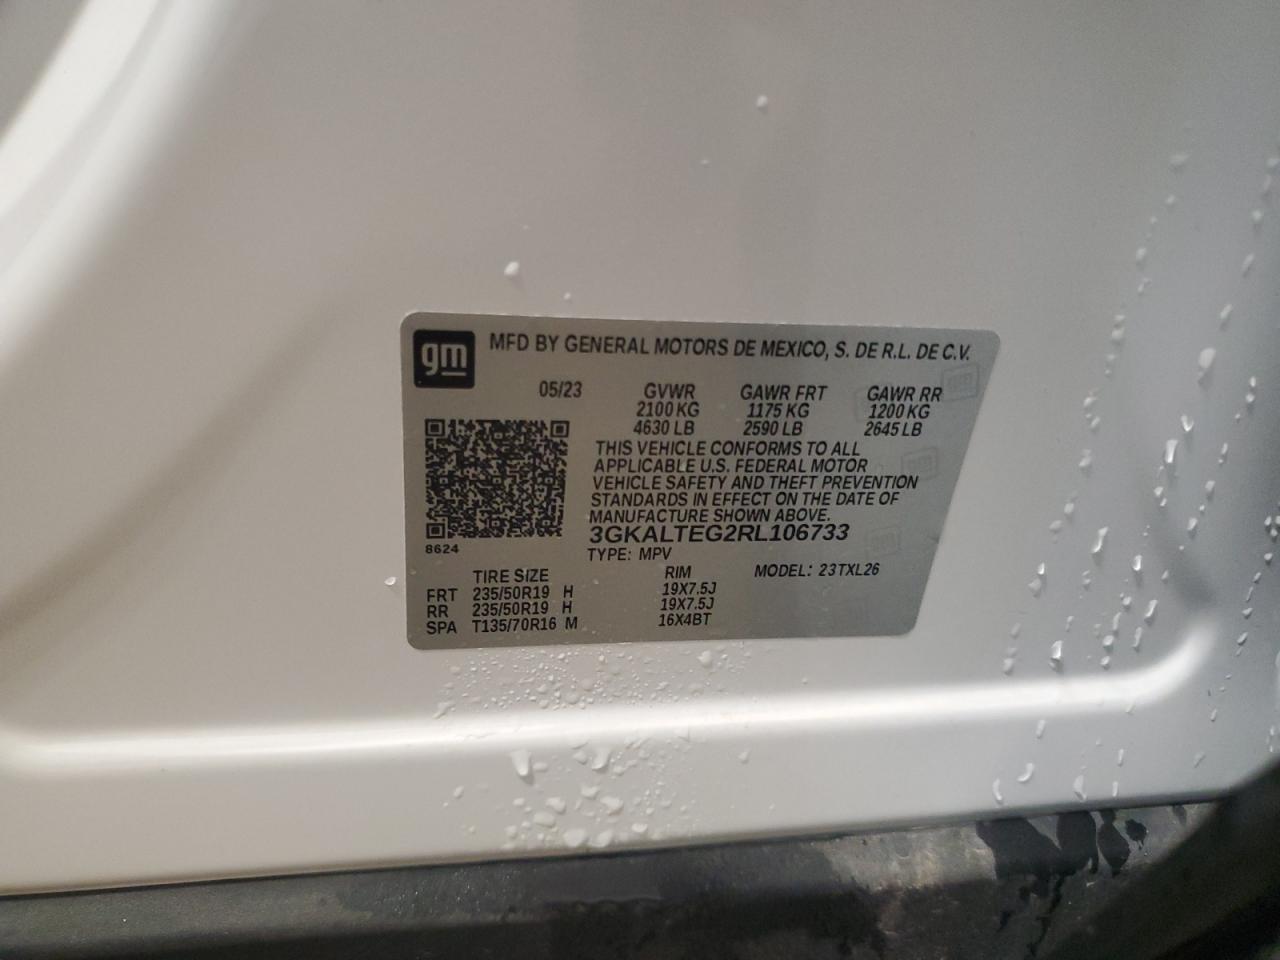 gm MFD BY GENERAL MOTORS DE MEXICO, S. DE R.L. DE C.V.
05/23 GVWR GAWR FRT GAWR RR
2100 KG 1175 KG 1200 KG
4630 LB 2590 LB 2645 LB
THIS VEHICLE CONFORMS TO ALL
APPLICABLE U.S. FEDERAL MOTOR
VEHICLE SAFETY AND THEFT PREVENTION
STANDARDS IN EFFECT ON THE DATE OF
MANUFACTURE SHOWN ABOVE.
3GKALTEG2RL106733
8624 TYPE: MPV
TIRE SIZE RIM MODEL: 23TXL26
FRT 235/50R19 H 19X7.5J
RR 235/50R19 H 19X7.5J
SPA T135/70R16 M 16X4BT